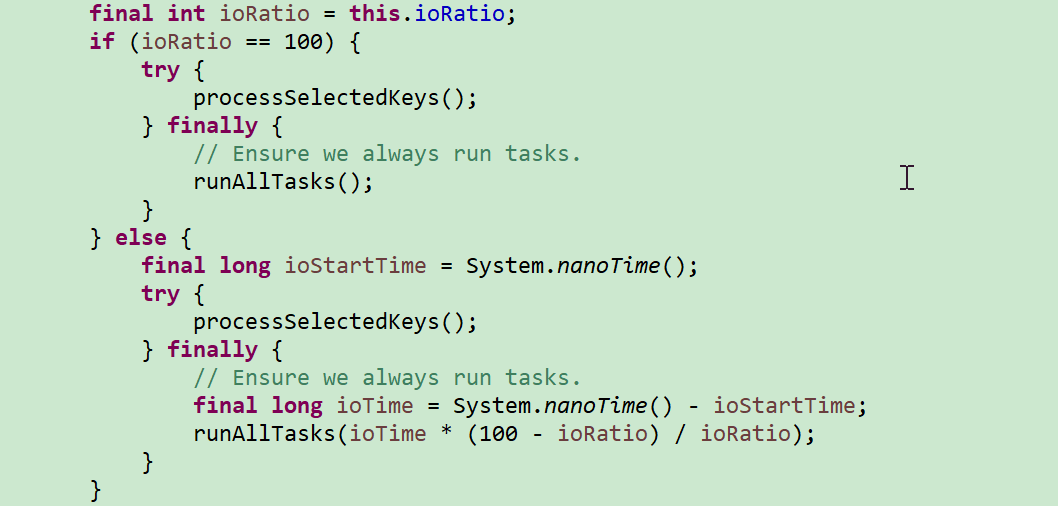 final int ioRatio = this.ioRatio;
if (ioRatio == 100) {
    try {
        processSelectedKeys();
    } finally {
        // Ensure we always run tasks.
        runAllTasks();
    }
} else {
    final long ioStartTime = System.nanoTime();
    try {
        processSelectedKeys();
    } finally {
        // Ensure we always run tasks.
        final long ioTime = System.nanoTime() - ioStartTime;
        runAllTasks(ioTime * (100 - ioRatio) / ioRatio);
    }
}